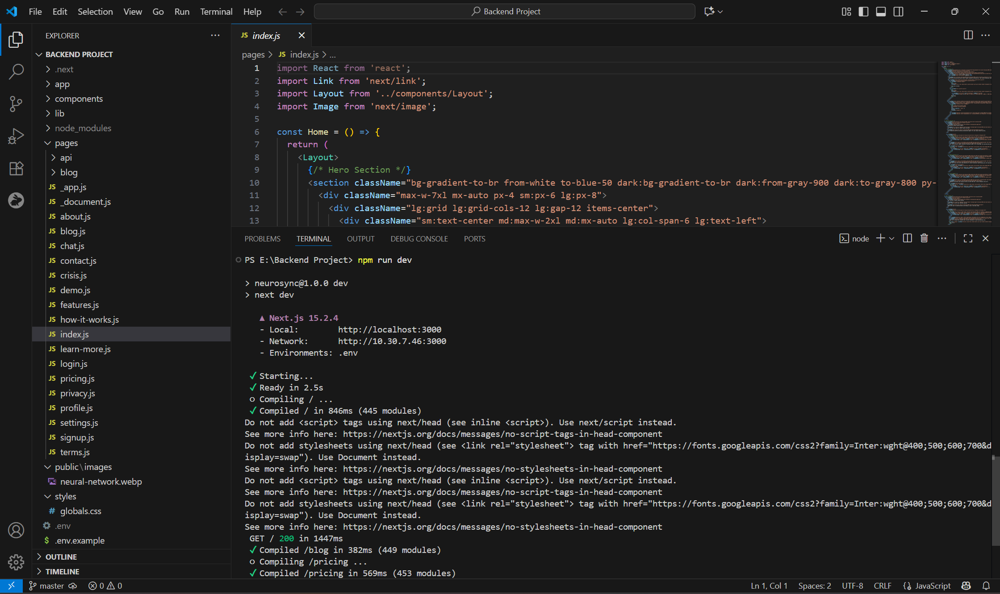 File Edit Selection View Go Run Terminal Help
Backend Project
EXPLORER
BACKEND PROJECT
.next
app
components
lib
node_modules
pages
api
blog
JS _app.js
JS _document.js
JS about.js
JS blog.js
JS chat.js
JS contact.js
JS crisis.js
JS demo.js
JS features.js
JS how-it-works.js
JS index.js
JS learn-more.js
JS login.js
JS pricing.js
JS privacy.js
JS profile.js
JS settings.js
JS signup.js
JS terms.js
public\images
neural-network.webp
styles
# globals.css
.env
$ .env.example
OUTLINE
TIMELINE
JS index.js
pages > JS index.js > ...
1 import React from 'react';
2 import Link from 'next/link';
3 import Layout from '../components/Layout';
4 import Image from 'next/image';
5
6 const Home = () => {
7 return (
8 <Layout>
9 {/* Hero Section */}
10 <section className="bg-gradient-to-br from-white to-blue-50 dark:bg-gradient-to-br dark:from-gray-900 dark:to-gray-800 py-
11 <div className="max-w-7xl mx-auto px-4 sm:px-6 lg:px-8">
12 <div className="lg:grid lg:grid-cols-12 lg:gap-12 items-center">
13 <div className="sm:text-center md:max-w-2xl md:mx-auto lg:col-span-6 lg:text-left">
PROBLEMS TERMINAL OUTPUT DEBUG CONSOLE PORTS
node
PS E:\Backend Project> npm run dev
> neurosync@1.0.0 dev
> next dev
▲ Next.js 15.2.4
- Local: http://localhost:3000
- Network: http://10.30.7.46:3000
- Environments: .env
✓ Starting...
✓ Ready in 2.5s
○ Compiling / ...
✓ Compiled / in 846ms (445 modules)
Do not add <script> tags using next/head (see inline <script>). Use next/script instead.
See more info here: https://nextjs.org/docs/messages/no-script-tags-in-head-component
Do not add stylesheets using next/head (see <link rel="stylesheet"> tag with href="https://fonts.googleapis.com/css2?family=Inter:wght@400;500;600;700&d
isplay=swap"). Use Document instead.
See more info here: https://nextjs.org/docs/messages/no-stylesheets-in-head-component
Do not add <script> tags using next/head (see inline <script>). Use next/script instead.
See more info here: https://nextjs.org/docs/messages/no-script-tags-in-head-component
Do not add stylesheets using next/head (see <link rel="stylesheet"> tag with href="https://fonts.googleapis.com/css2?family=Inter:wght@400;500;600;700&d
isplay=swap"). Use Document instead.
See more info here: https://nextjs.org/docs/messages/no-stylesheets-in-head-component
GET / 200 in 1447ms
✓ Compiled /blog in 382ms (449 modules)
○ Compiling /pricing ...
✓ Compiled /pricing in 569ms (453 modules)
master 0 0
Ln 1, Col 1 Spaces: 2 UTF-8 CRLF JavaScript